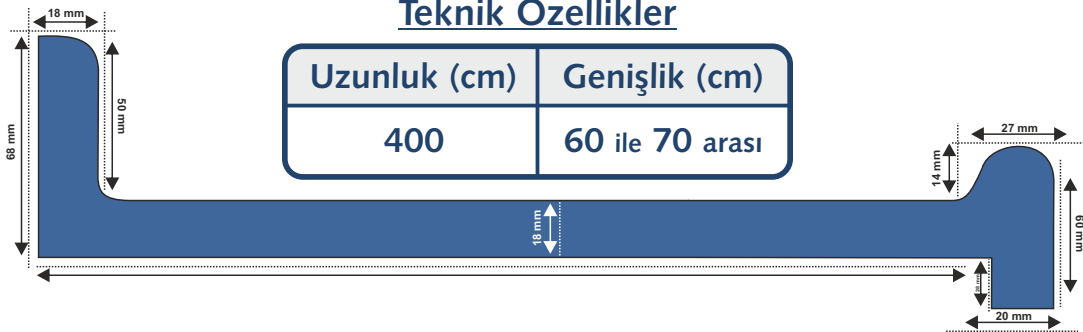 Teknik Özellikler
Uzunluk (cm) Genişlik (cm)
400 60 ile 70 arası
18 mm
68 mm
50 mm
18 mm
14 mm
27 mm
60 mm
20 mm